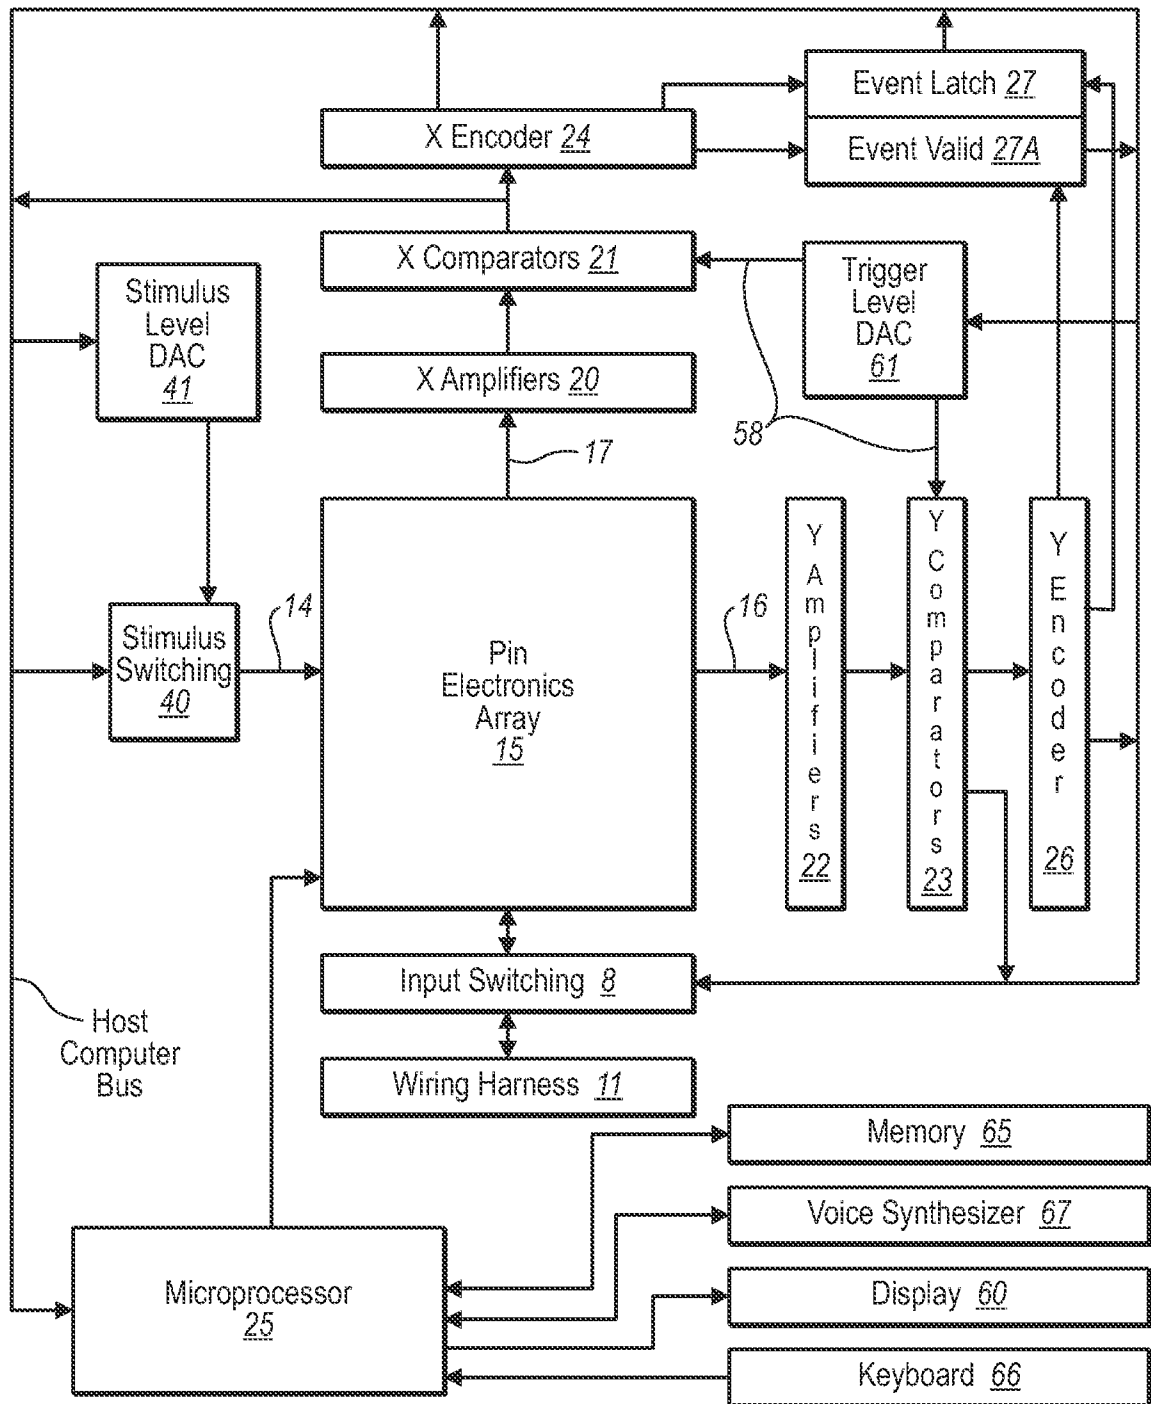 Event Latch 27
X Encoder 24
Event Valid 27A
X Comparators 21
Trigger
Level
DAC
61
Stimulus
Level
DAC
41
X Amplifiers 20
58
17
Y Amplifiers 22
Y Comparators 23
Y Encoder 26
14
16
Stimulus
Switching
40
Pin
Electronics
Array
15
Input Switching 8
Host
Computer
Bus
Wiring Harness 11
Memory 65
Voice Synthesizer 67
Microprocessor
25
Display 60
Keyboard 66